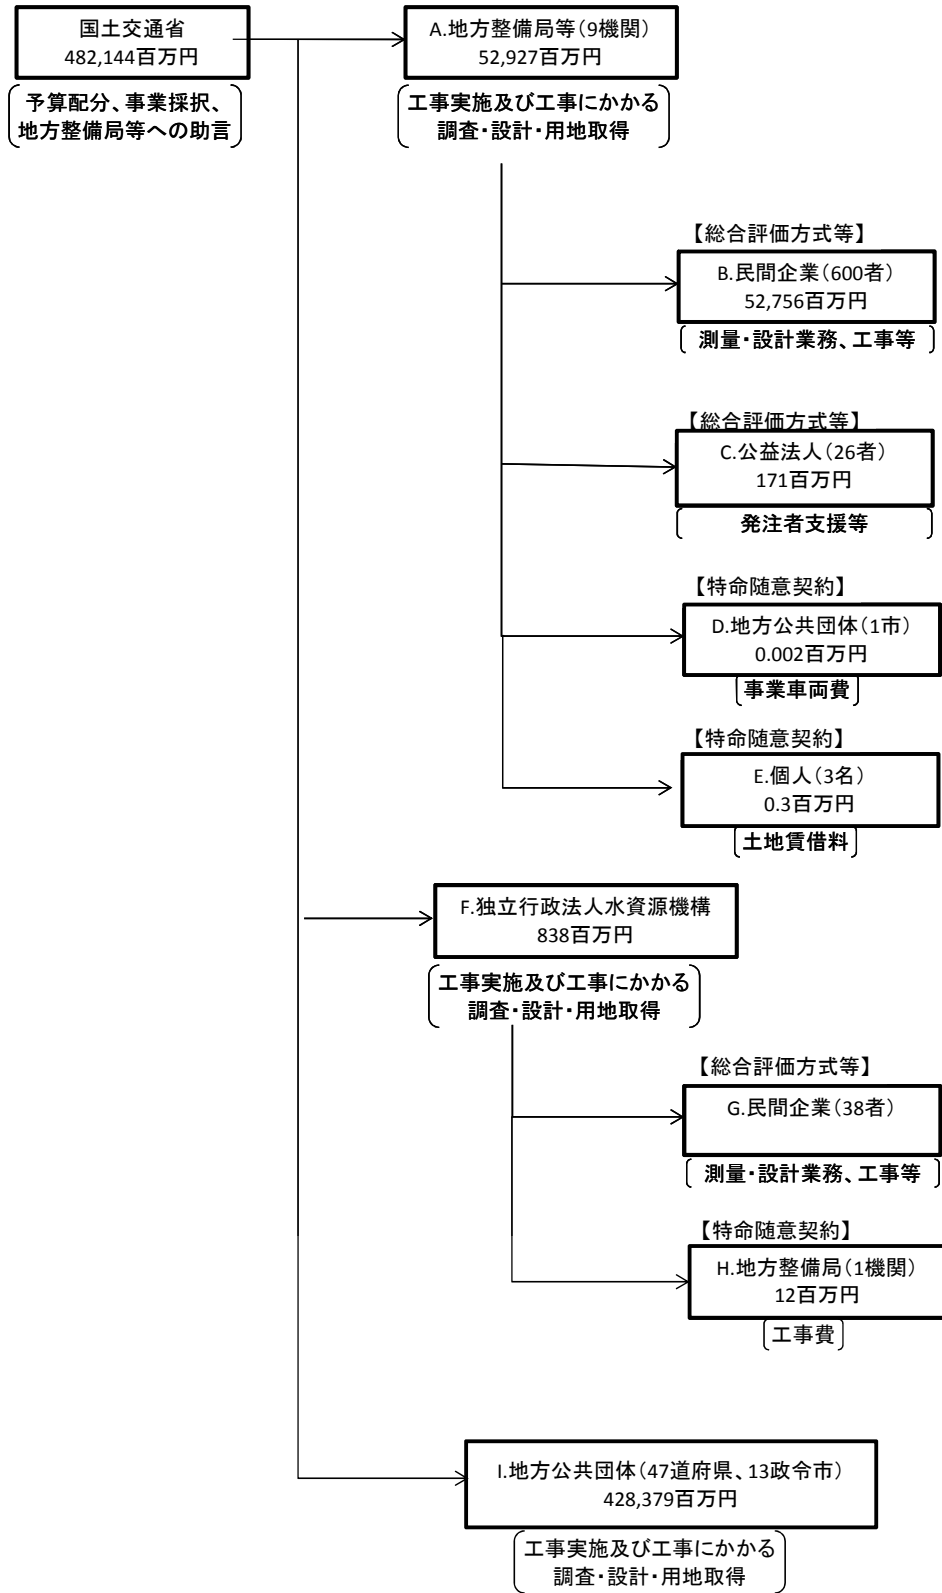 国土交通省
482,144百万円
予算配分、事業採択、
地方整備局等への助言
A.地方整備局等(9機関)
52,927百万円
工事実施及び工事にかかる
調査・設計・用地取得
【総合評価方式等】
B.民間企業(600者)
52,756百万円
測量・設計業務、工事等
【総合評価方式等】
C.公益法人(26者)
171百万円
発注者支援等
【特命随意契約】
D.地方公共団体(1市)
0.002百万円
事業車両費
【特命随意契約】
E.個人(3名)
0.3百万円
土地賃借料
F.独立行政法人水資源機構
838百万円
工事実施及び工事にかかる
調査・設計・用地取得
【総合評価方式等】
G.民間企業(38者)
測量・設計業務、工事等
【特命随意契約】
H.地方整備局(1機関)
12百万円
工事費
I.地方公共団体(47道府県、13政令市)
428,379百万円
工事実施及び工事にかかる
調査・設計・用地取得